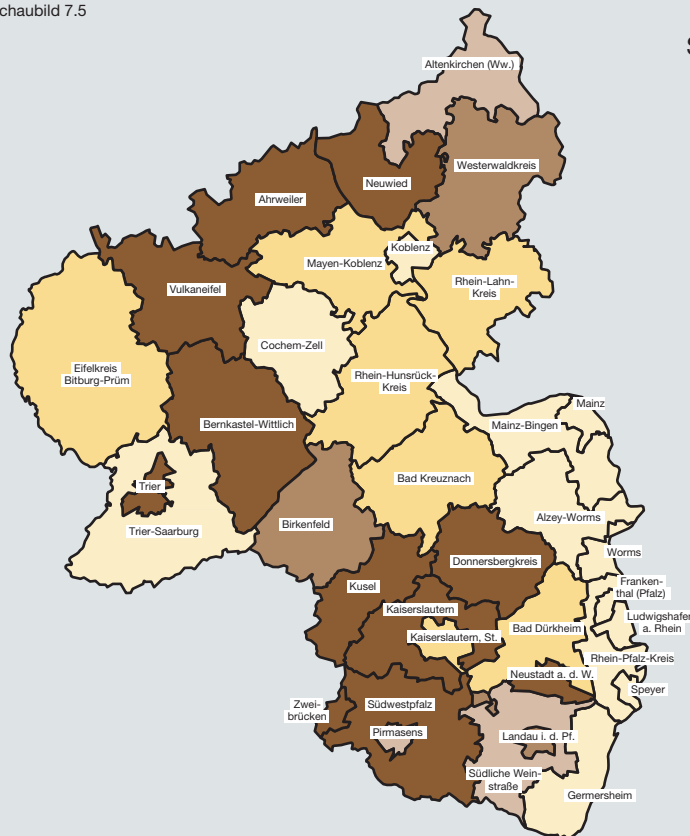 chaubild 7.5
S
Altenkirchen (Ww.)
Westerwaldkreis
Neuwied
Ahrweiler
Koblenz
Mayen-Koblenz
Rhein-Lahn-
Kreis
Vulkaneifel
Cochem-Zell
Eifelkreis
Bitburg-Prüm
Rhein-Hunsrück-
Kreis
Mainz
Bernkastel-Wittlich
Mainz-Bingen
Bad Kreuznach
Trier
Alzey-Worms
Birkenfeld
Trier-Saarburg
Worms
Donnersbergkreis
Kusel
Franken-
thal (Pfalz)
Kaiserslautern
Ludwigshafen
a. Rhein
Bad Dürkheim
Kaiserslautern, St.
Rhein-Pfalz-Kreis
Neustadt a. d. W.
Speyer
Zwei-
brücken
Südwestpfalz
Pirmasens
Landau i. d. Pf.
Südliche Wein-
straße
Germersheim